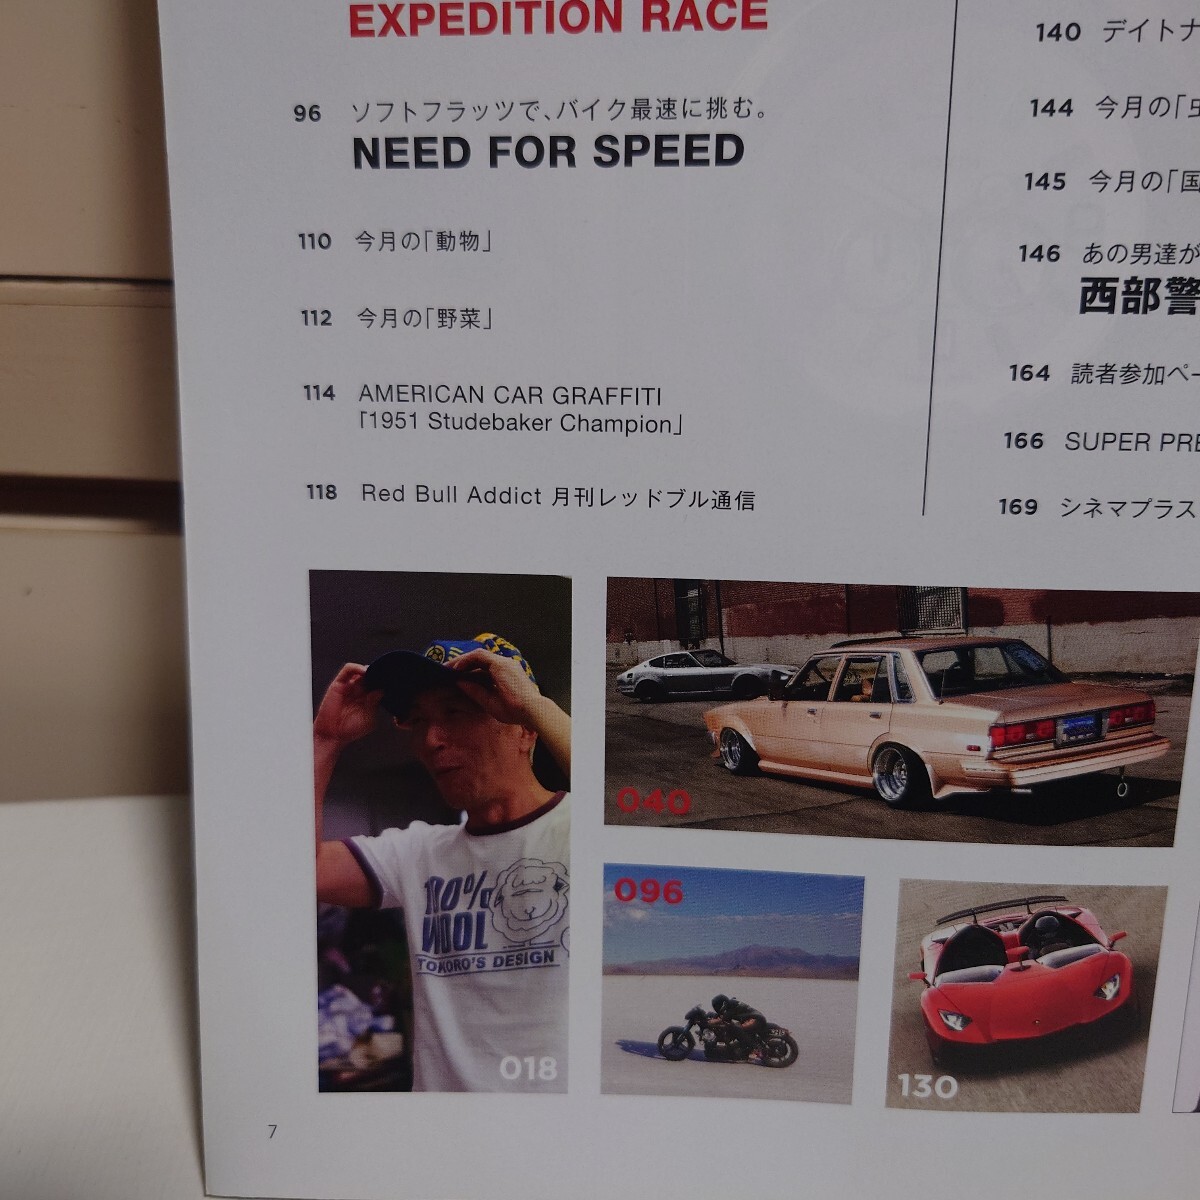 EXPEDITION RACE
96 ソフトフラッツで、バイク最速に挑む。
NEED FOR SPEED
110 今月の「動物」
112 今月の「野菜」
114 AMERICAN CAR GRAFFITI
「1951 Studebaker Champion」
118 Red Bull Addict 月刊レッドブル通信
140 デイトナ
144 今月の「
145 今月の「国
146 あの男達が
西部警
164 読者参加ペー
166 SUPER PRE
169 シネマプラス
100% WOOL
TOKORO'S DESIGN
018
040
096
130
7